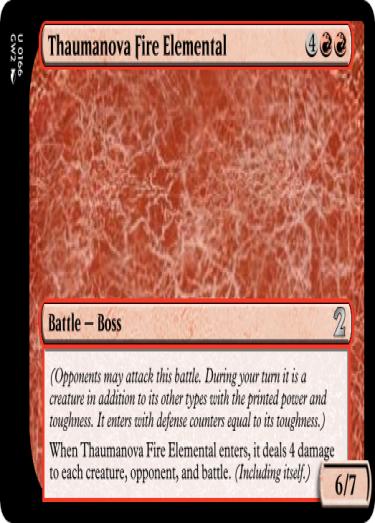 Thaumanova Fire Elemental 4
U 0166
GW2
Battle – Boss 2
(Opponents may attack this battle. During your turn it is a
creature in addition to its other types with the printed power and
toughness. It enters with defense counters equal to its toughness.)
When Thaumanova Fire Elemental enters, it deals 4 damage
to each creature, opponent, and battle. (Including itself.)
6/7